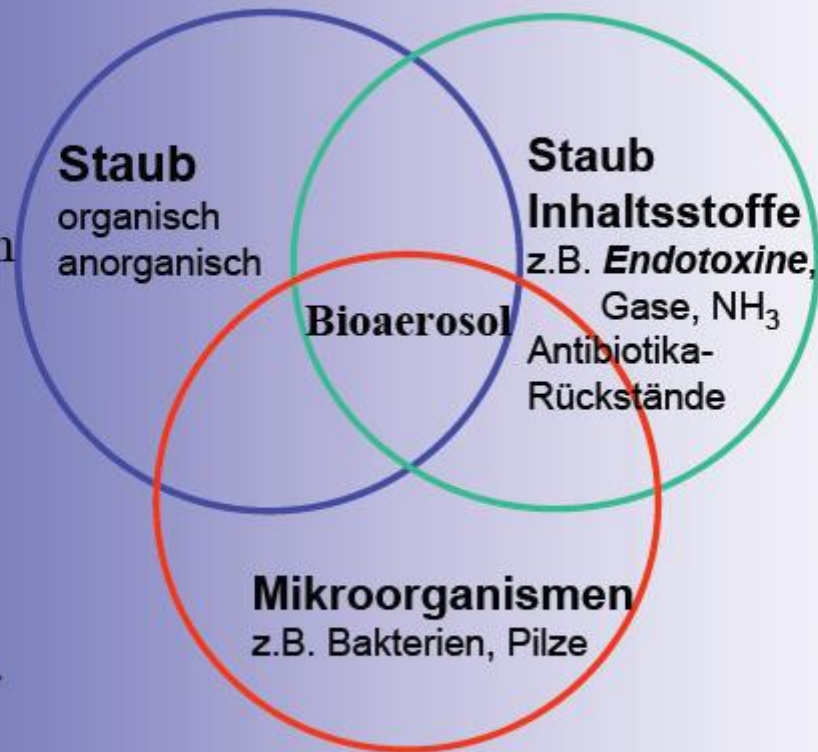 Staub
organisch
anorganisch
Staub
Inhaltsstoffe
z.B. Endotoxine,
Gase, NH₃
Antibiotika-
Rückstände
Bioaerosol
Mikroorganismen
z.B. Bakterien, Pilze